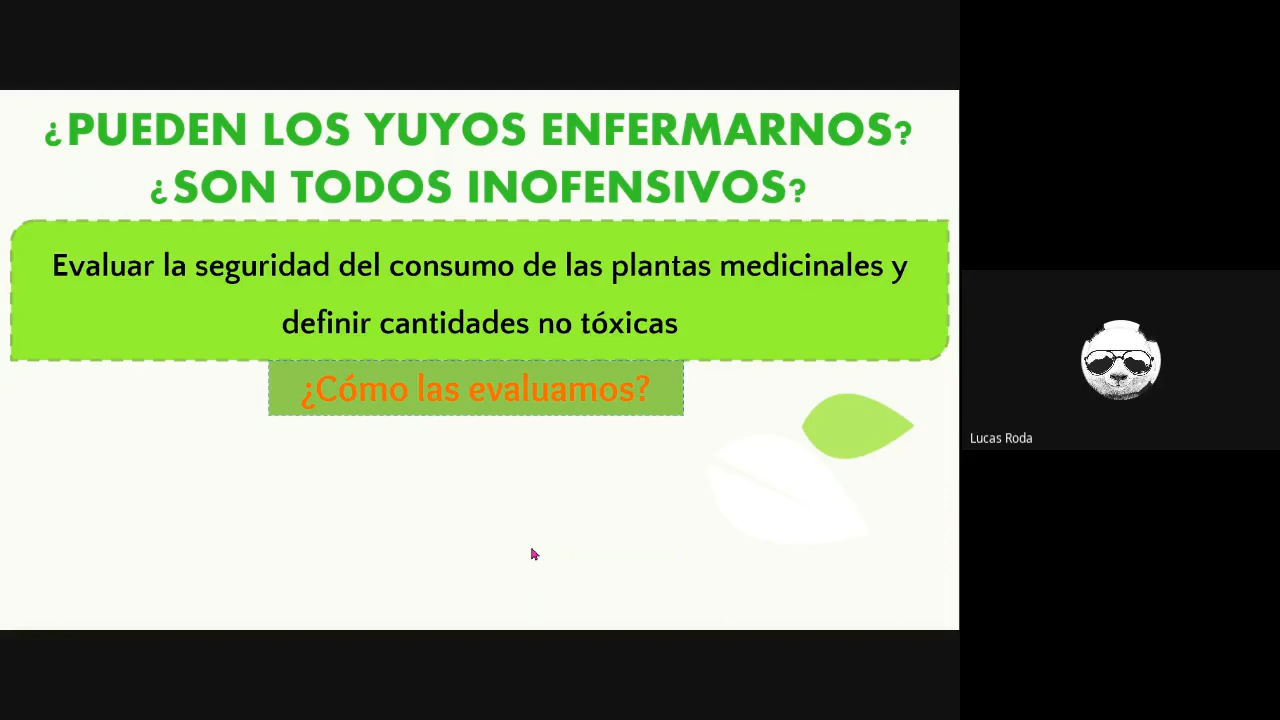 ¿PUEDEN LOS YUYOS ENFERMARNOS?
¿SON TODOS INOFENSIVOS?
Evaluar la seguridad del consumo de las plantas medicinales y
definir cantidades no tóxicas
¿Cómo las evaluamos?
Lucas Roda